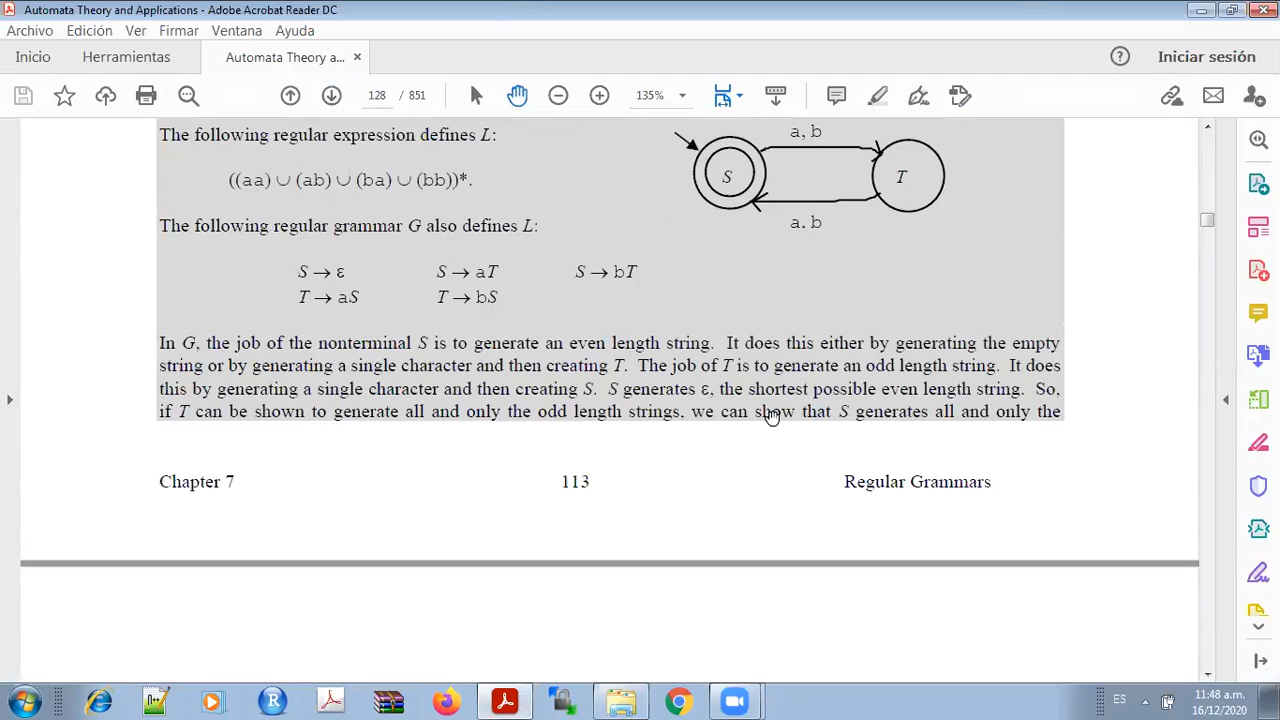 Automata Theory and Applications - Adobe Acrobat Reader DC
Archivo Edición Ver Firmar Ventana Ayuda
Inicio Herramientas Automata Theory a... × Iniciar sesión
128 / 851 135%
The following regular expression defines L:
((aa) ∪ (ab) ∪ (ba) ∪ (bb))*.
a, b
S T
a, b
The following regular grammar G also defines L:
S → ε S → aT S → bT
T → aS T → bS
In G, the job of the nonterminal S is to generate an even length string. It does this either by generating the empty
string or by generating a single character and then creating T. The job of T is to generate an odd length string. It does
this by generating a single character and then creating S. S generates ε, the shortest possible even length string. So,
if T can be shown to generate all and only the odd length strings, we can show that S generates all and only the
Chapter 7 113 Regular Grammars
ES 11:48 a.m.
16/12/2020